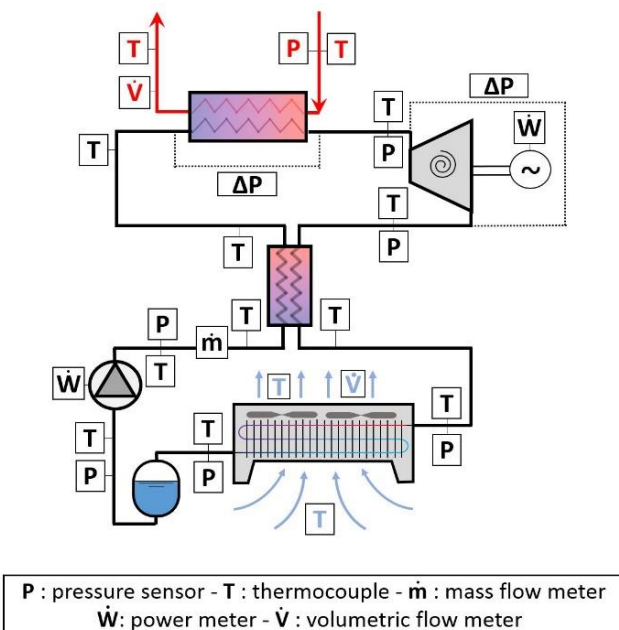 T
P T
V̇
ΔP
T
Ẇ
T
P
ΔP
~
T
T
P
T
P
ṁ
T
T
T
Ẇ
T V̇
T
T
T
P
P
P
T
P : pressure sensor - T : thermocouple - ṁ : mass flow meter
Ẇ: power meter - V̇ : volumetric flow meter